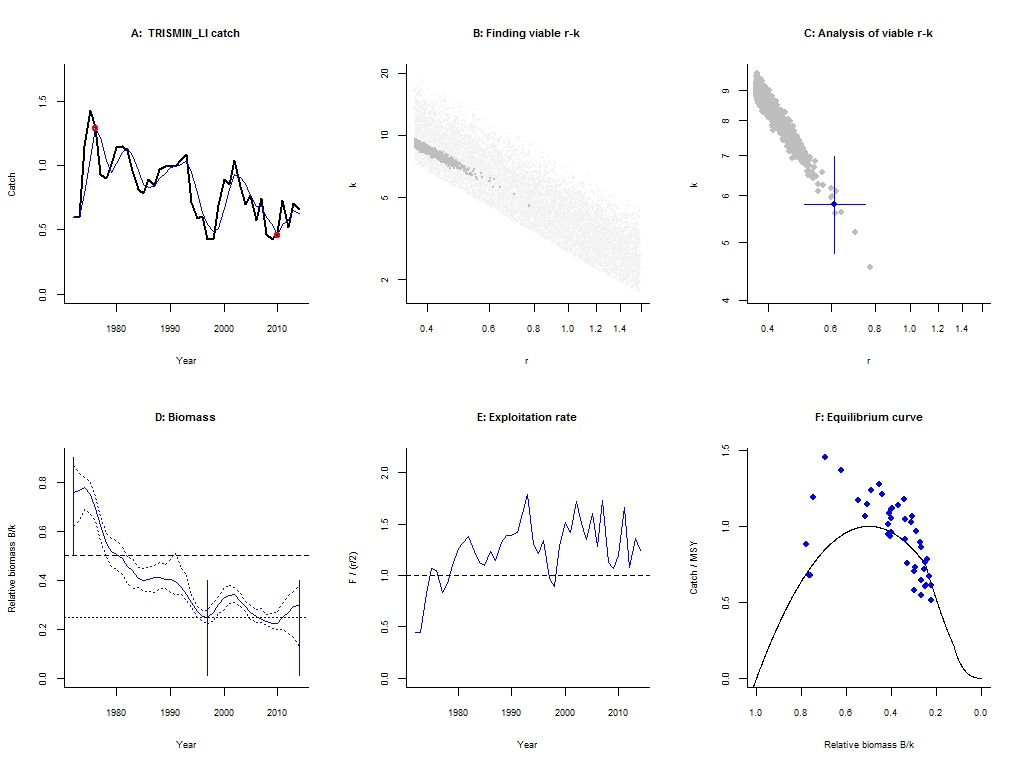 A: TRISMIN_LI catch
B: Finding viable r-k
C: Analysis of viable r-k
Catch
0.0 0.5 1.0 1.5
1980 1990 2000 2010
Year
k
2 5 10 20
0.4 0.6 0.8 1.0 1.2 1.4
r
k
4 5 6 7 8 9
0.4 0.6 0.8 1.0 1.2 1.4
r
D: Biomass
E: Exploitation rate
F: Equilibrium curve
Relative biomass B/k
0.0 0.2 0.4 0.6 0.8
1980 1990 2000 2010
Year
F / (r/2)
0.0 0.5 1.0 1.5 2.0
1980 1990 2000 2010
Year
Catch / MSY
0.0 0.5 1.0 1.5
1.0 0.8 0.6 0.4 0.2 0.0
Relative biomass B/k